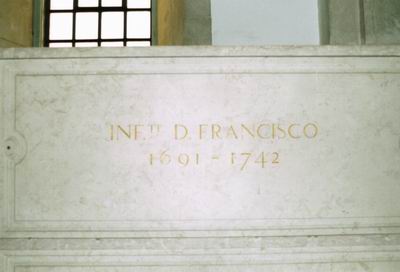 INF.TE D. FRANCISCO
1691 - 1742